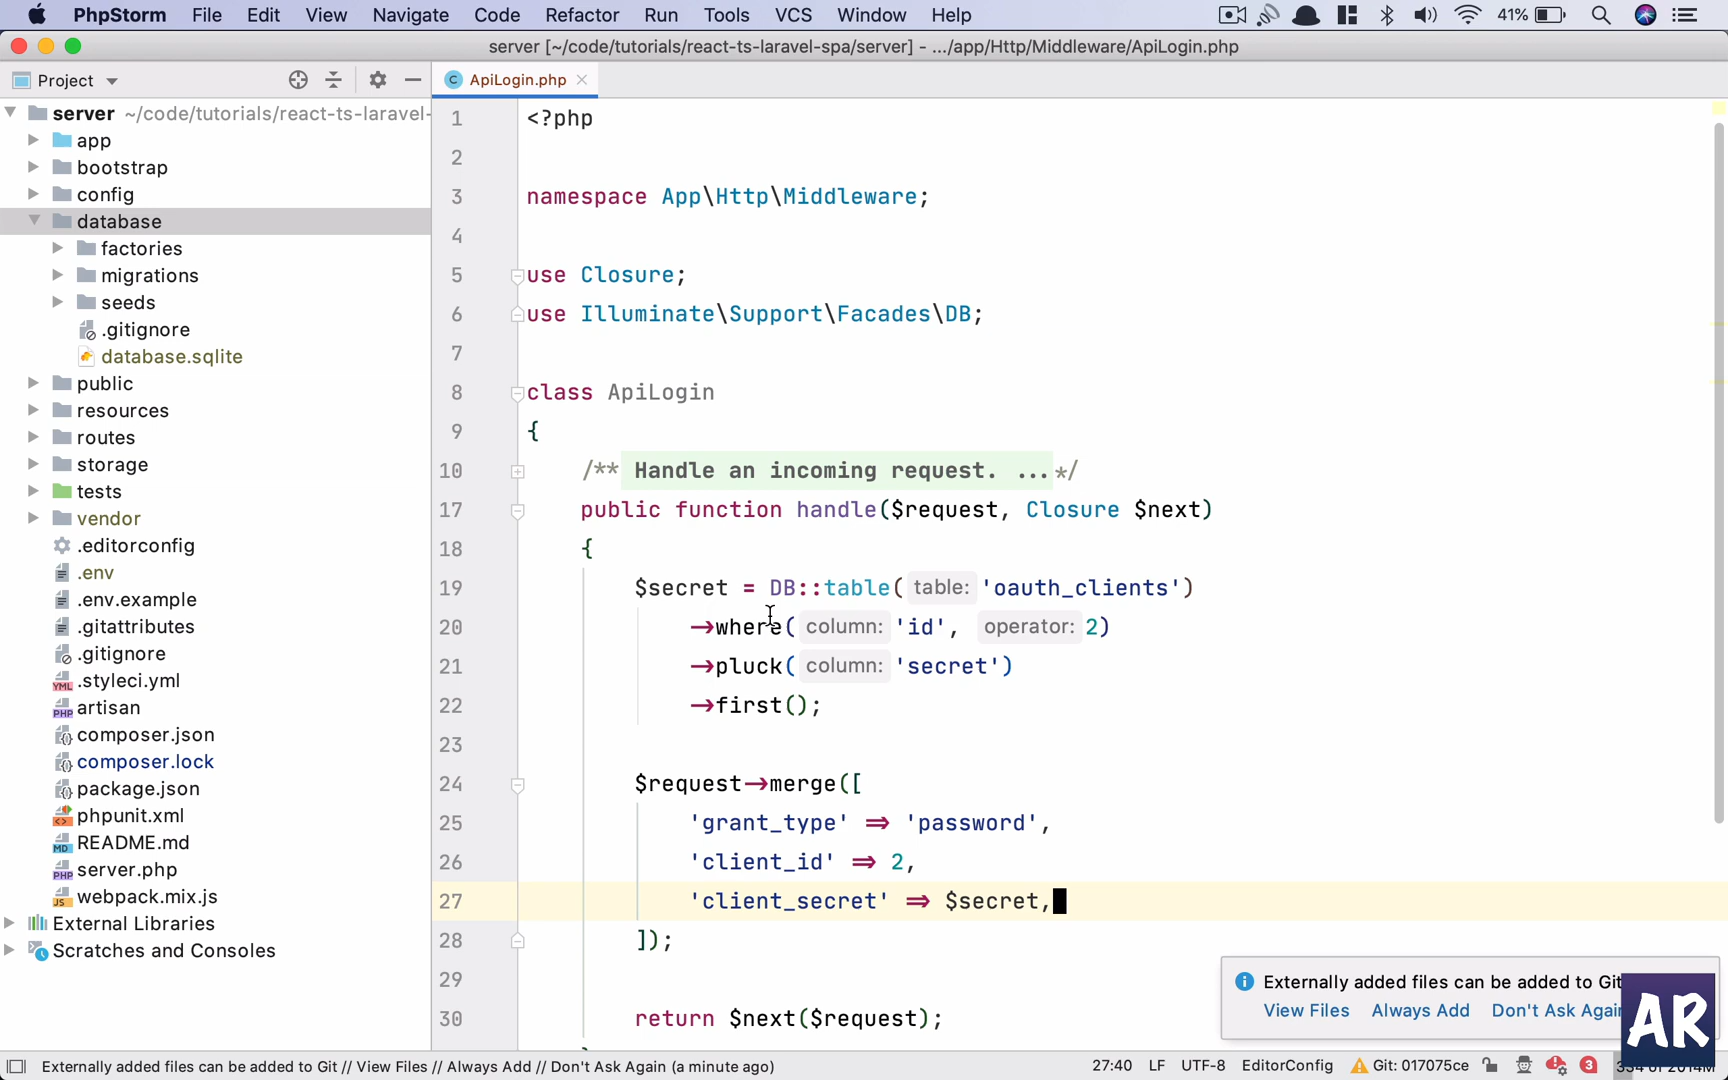 PhpStorm File Edit View Navigate Code Refactor Run Tools VCS Window Help 41%
server [~/code/tutorials/react-ts-laravel-spa/server] - .../app/Http/Middleware/ApiLogin.php
Project
ApiLogin.php
server ~/code/tutorials/react-ts-laravel-
app
bootstrap
config
database
factories
migrations
seeds
.gitignore
database.sqlite
public
resources
routes
storage
tests
vendor
.editorconfig
.env
.env.example
.gitattributes
.gitignore
.styleci.yml
artisan
composer.json
composer.lock
package.json
phpunit.xml
README.md
server.php
webpack.mix.js
External Libraries
Scratches and Consoles
1 <?php
2
3 namespace App\Http\Middleware;
4
5 use Closure;
6 use Illuminate\Support\Facades\DB;
7
8 class ApiLogin
9 {
10 /** Handle an incoming request. ...*/
17 public function handle($request, Closure $next)
18 {
19 $secret = DB::table( table: 'oauth_clients')
20 →where( column: 'id', operator: 2)
21 →pluck( column: 'secret')
22 →first();
23
24 $request→merge([
25 'grant_type' ⇒ 'password',
26 'client_id' ⇒ 2,
27 'client_secret' ⇒ $secret,
28 ]);
29
30 return $next($request);
Externally added files can be added to Git
View Files Always Add Don't Ask Again
AR
Externally added files can be added to Git // View Files // Always Add // Don't Ask Again (a minute ago)
27:40 LF UTF-8 EditorConfig Git: 017075ce 3